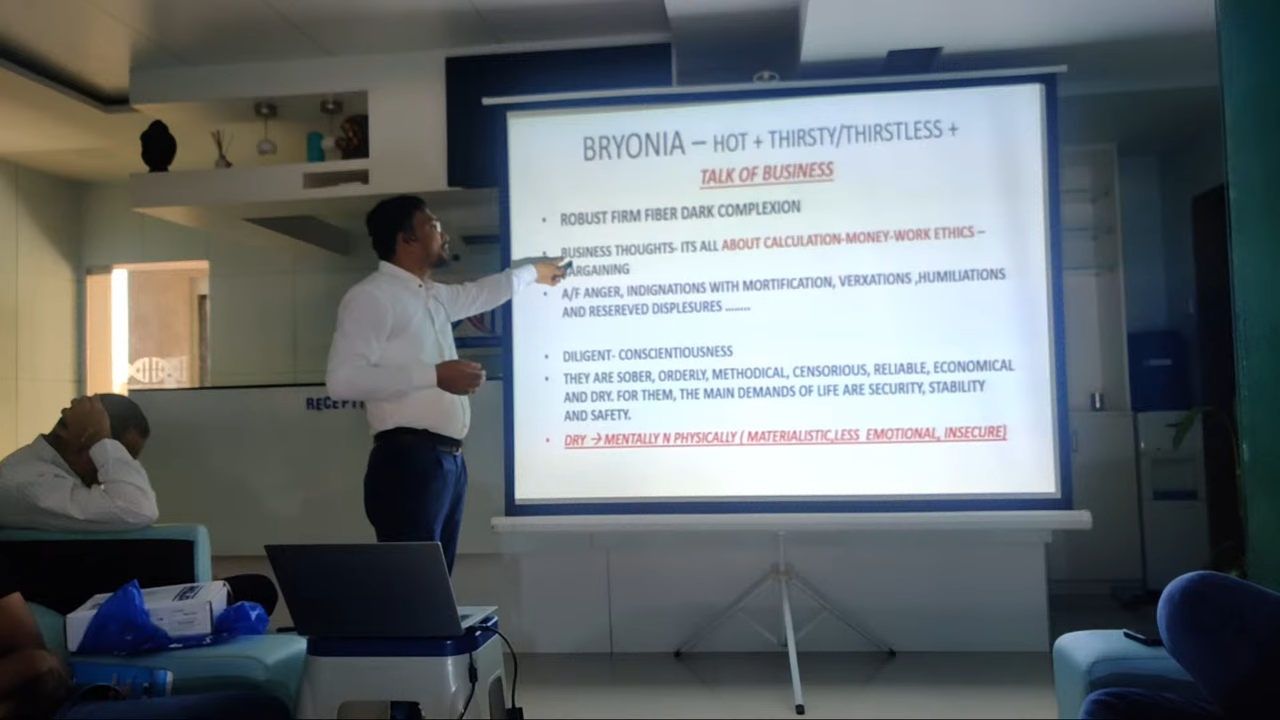 BRYONIA – HOT + THIRSTY/THIRSTLESS +
TALK OF BUSINESS
• ROBUST FIRM FIBER DARK COMPLEXION
• BUSINESS THOUGHTS- ITS ALL ABOUT CALCULATION-MONEY-WORK ETHICS –
ARGAINING
• A/F ANGER, INDIGNATIONS WITH MORTIFICATION, VERXATIONS ,HUMILIATIONS
AND RESEREVED DISPLESURES ........
• DILIGENT- CONSCIENTIOUSNESS
• THEY ARE SOBER, ORDERLY, METHODICAL, CENSORIOUS, RELIABLE, ECONOMICAL
AND DRY. FOR THEM, THE MAIN DEMANDS OF LIFE ARE SECURITY, STABILITY
AND SAFETY.
• DRY → MENTALLY N PHYSICALLY ( MATERIALISTIC,LESS EMOTIONAL, INSECURE)
RECEPTI